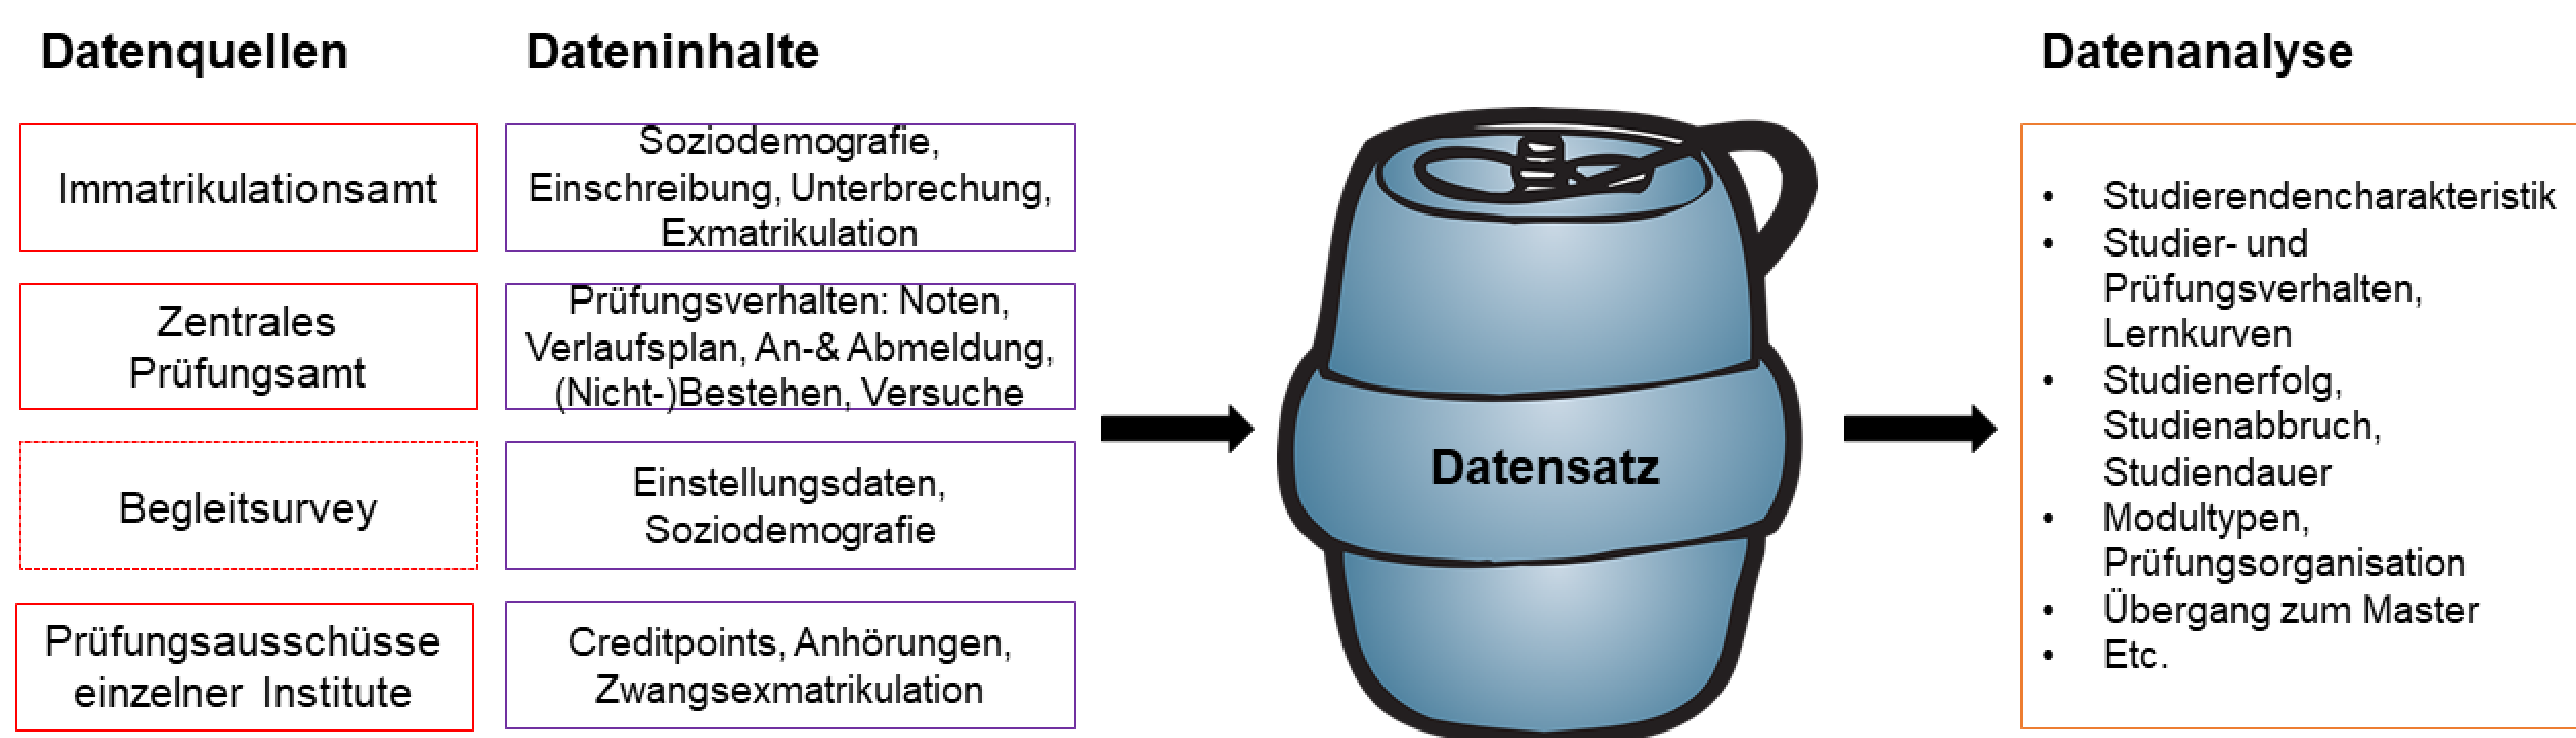 Datenquellen
Dateninhalte
Datenanalyse
Immatrikulationsamt
Soziodemografie,
Einschreibung, Unterbrechung,
Exmatrikulation
Zentrales
Prüfungsamt
Prüfungsverhalten: Noten,
Verlaufsplan, An-& Abmeldung,
(Nicht-)Bestehen, Versuche
Begleitsurvey
Einstellungsdaten,
Soziodemografie
Prüfungsausschüsse
einzelner Institute
Creditpoints, Anhörungen,
Zwangsexmatrikulation
Datensatz
• Studierendencharakteristik
• Studier- und
Prüfungsverhalten,
Lernkurven
• Studienerfolg,
Studienabbruch,
Studiendauer
• Modultypen,
Prüfungsorganisation
• Übergang zum Master
• Etc.